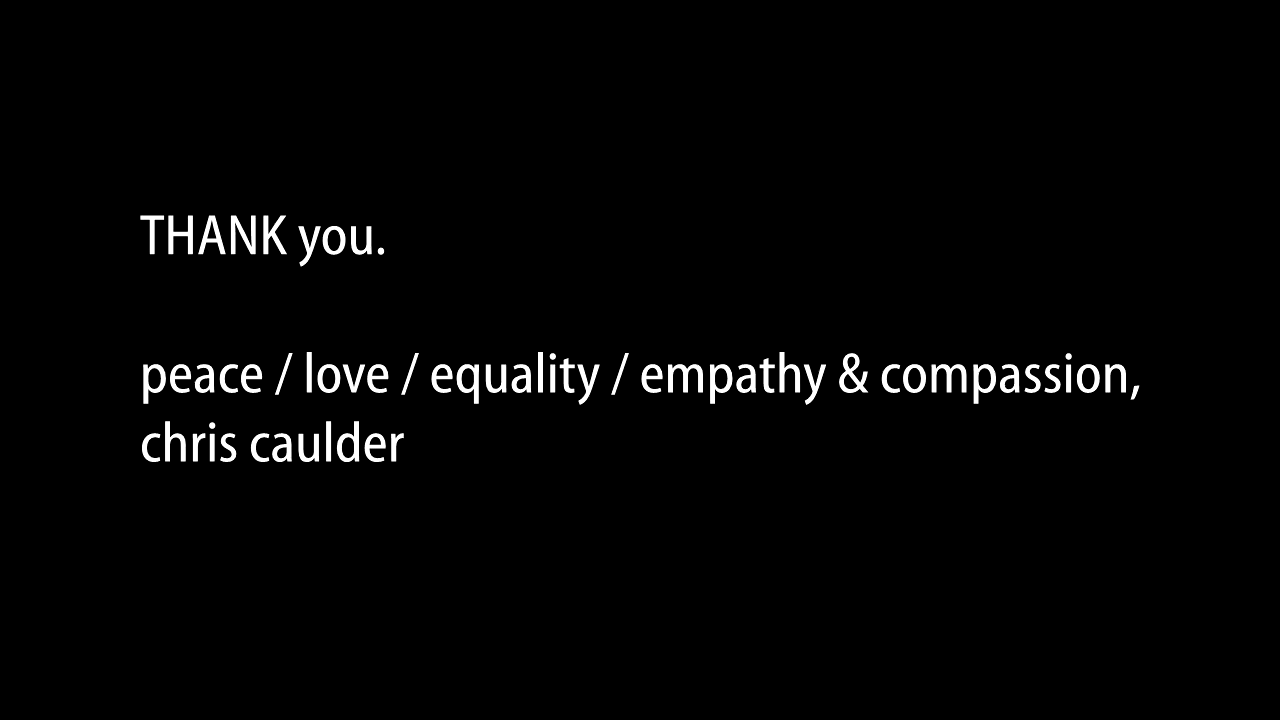 THANK you.
peace / love / equality / empathy & compassion,
chris caulder